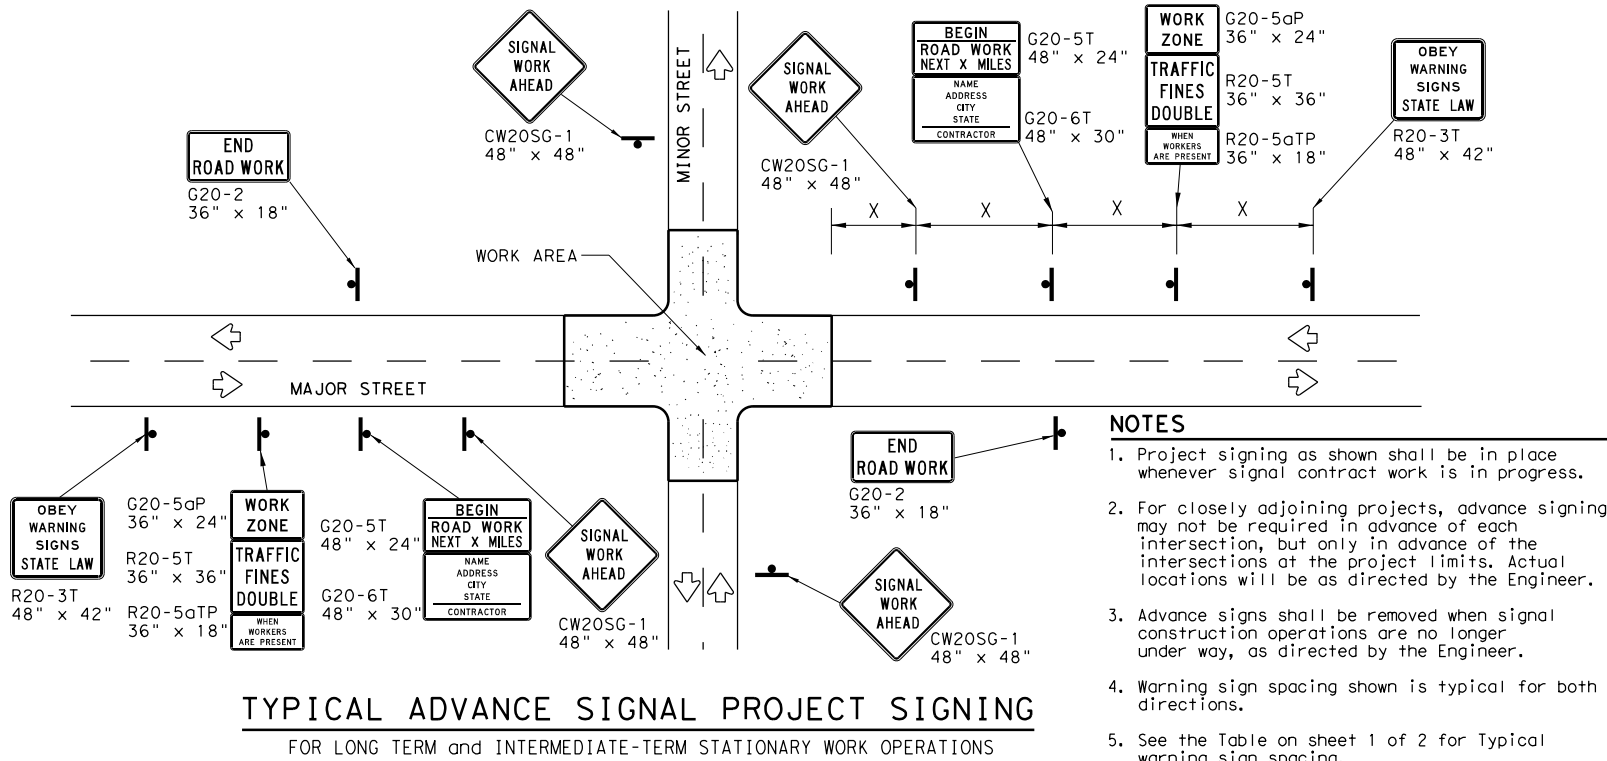 SIGNAL
WORK
AHEAD
CW20SG-1
48" x 48"
END
ROAD WORK
G20-2
36" x 18"
MINOR STREET
SIGNAL
WORK
AHEAD
CW20SG-1
48" x 48"
BEGIN
ROAD WORK
NEXT X MILES
NAME
ADDRESS
CITY
STATE
CONTRACTOR
G20-5T
48" x 24"
G20-6T
48" x 30"
WORK
ZONE
TRAFFIC
FINES
DOUBLE
WHEN
WORKERS
ARE PRESENT
G20-5aP
36" x 24"
R20-5T
36" x 36"
R20-5aTP
36" x 18"
OBEY
WARNING
SIGNS
STATE LAW
R20-3T
48" x 42"
X
X
X
X
WORK AREA
MAJOR STREET
OBEY
WARNING
SIGNS
STATE LAW
R20-3T
48" x 42"
G20-5aP
36" x 24"
R20-5T
36" x 36"
R20-5aTP
36" x 18"
WORK
ZONE
TRAFFIC
FINES
DOUBLE
WHEN
WORKERS
ARE PRESENT
G20-5T
48" x 24"
G20-6T
48" x 30"
BEGIN
ROAD WORK
NEXT X MILES
NAME
ADDRESS
CITY
STATE
CONTRACTOR
SIGNAL
WORK
AHEAD
CW20SG-1
48" x 48"
END
ROAD WORK
G20-2
36" x 18"
SIGNAL
WORK
AHEAD
CW20SG-1
48" x 48"
TYPICAL ADVANCE SIGNAL PROJECT SIGNING
FOR LONG TERM and INTERMEDIATE-TERM STATIONARY WORK OPERATIONS
NOTES
1. Project signing as shown shall be in place
whenever signal contract work is in progress.
2. For closely adjoining projects, advance signing
may not be required in advance of each
intersection, but only in advance of the
intersections at the project limits. Actual
locations will be as directed by the Engineer.
3. Advance signs shall be removed when signal
construction operations are no longer
under way, as directed by the Engineer.
4. Warning sign spacing shown is typical for both
directions.
5. See the Table on sheet 1 of 2 for Typical
warning sign spacing.